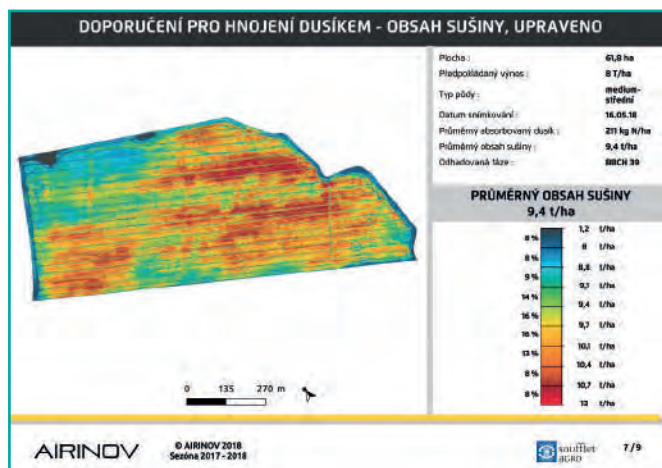 DOPORUČENÍ PRO HNOJENÍ DUSÍKEM - OBSAH SUŠINY, UPRAVENO
Plocha : 61,8 ha
Předpokládaný výnos : 8 T/ha
Typ půdy : medium-
střední
Datum snímkování : 16.05.18
Průměrný absorbovaný dusík : 211 kg N/ha
Průměrný obsah sušiny : 9,4 t/ha
Odhadovaná fáze : BBCH 39
PRŮMĚRNÝ OBSAH SUŠINY
9,4 t/ha
1,2 t/ha
8 %
8 t/ha
8 %
8,8 t/ha
9 %
9,1 t/ha
14 %
9,4 t/ha
16 %
9,7 t/ha
16 %
10,1 t/ha
13 %
10,4 t/ha
8 %
10,7 t/ha
8 %
13 t/ha
0 135 270 m
AIRINOV
© AIRINOV 2018
Sezóna 2017 - 2018
soufflet
AGRO
7/9